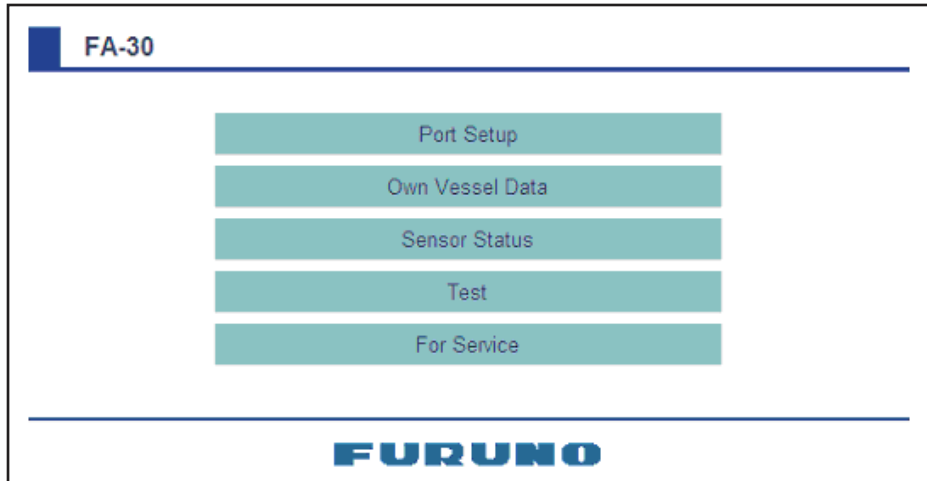 FA-30
Port Setup
Own Vessel Data
Sensor Status
Test
For Service
FURUNO